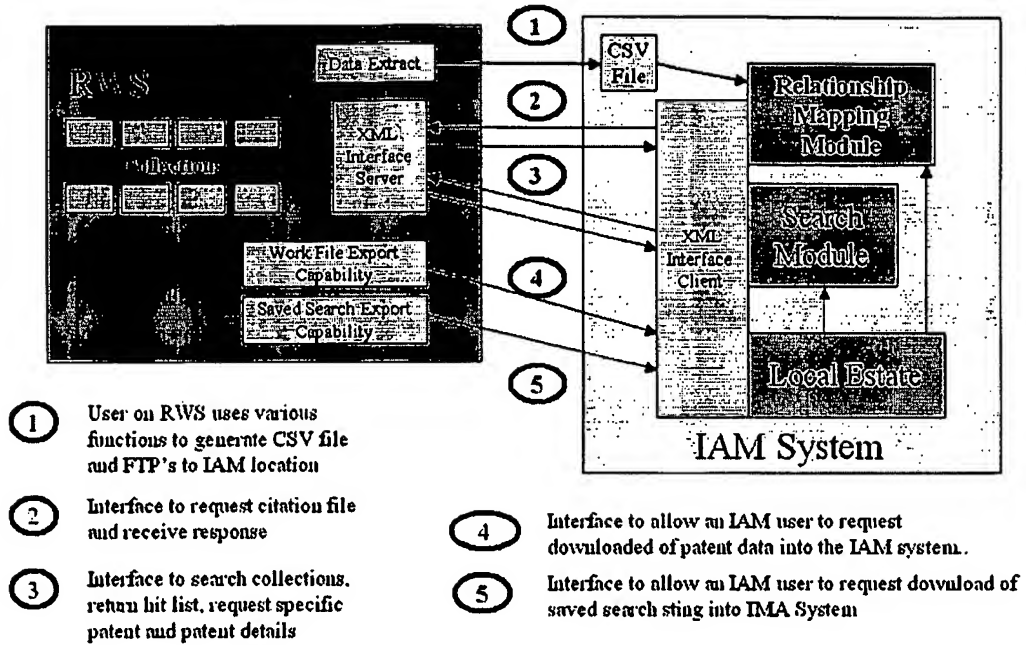 1
CSV
File
Data Extract
RWS
2
Relationship
Mapping
Module
XML
Interface
Server
Collections
3
Search
Module
XML
Interface
Client
Work File Export
Capability
4
Saved Search Export
Capability
5
Local Estate
IAM System
1
User on RWS uses various
functions to generate CSV file
and FTP's to IAM location
2
Interface to request citation file
and receive response
3
Interface to search collections,
return hit list, request specific
patent and patent details
4
Interface to allow an IAM user to request
downloaded of patent data into the IAM system..
5
Interface to allow an IAM user to request download of
saved search sting into IMA System